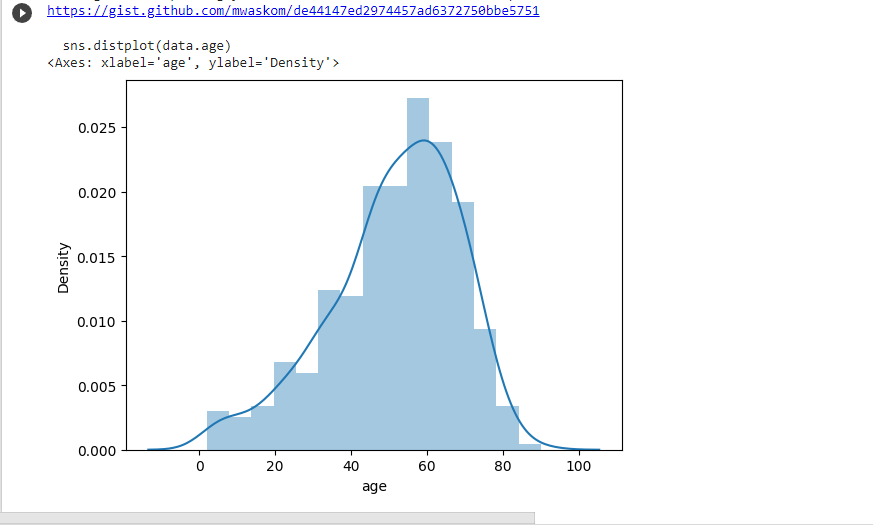 https://gist.github.com/mwaskom/de44147ed2974457ad6372750bbe5751
sns.distplot(data.age)
<Axes: xlabel='age', ylabel='Density'>
0.025
0.020
0.015
0.010
0.005
0.000
Density
0 20 40 60 80 100
age